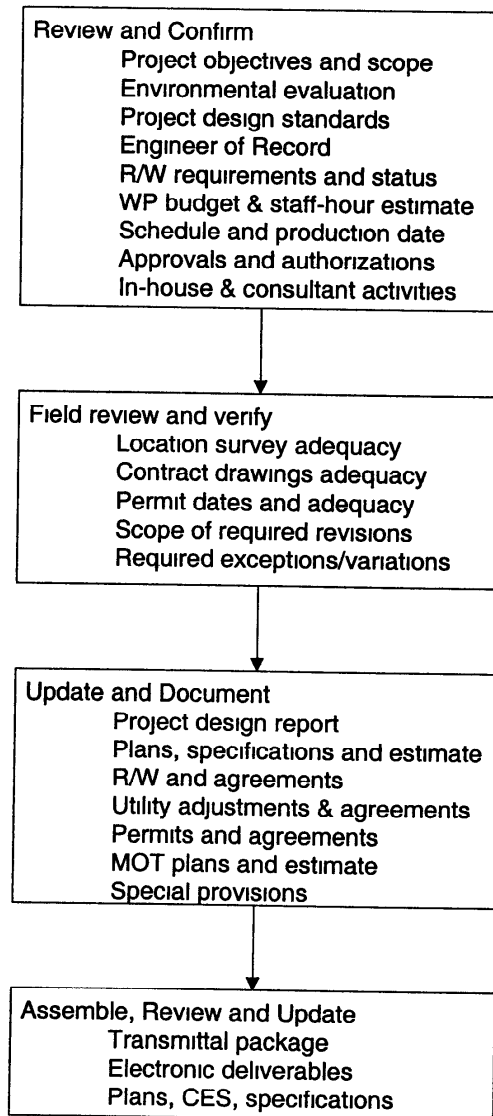 Review and Confirm
Project objectives and scope
Environmental evaluation
Project design standards
Engineer of Record
R/W requirements and status
WP budget & staff-hour estimate
Schedule and production date
Approvals and authorizations
In-house & consultant activities
Field review and verify
Location survey adequacy
Contract drawings adequacy
Permit dates and adequacy
Scope of required revisions
Required exceptions/variations
Update and Document
Project design report
Plans, specifications and estimate
R/W and agreements
Utility adjustments & agreements
Permits and agreements
MOT plans and estimate
Special provisions
Assemble, Review and Update
Transmittal package
Electronic deliverables
Plans, CES, specifications